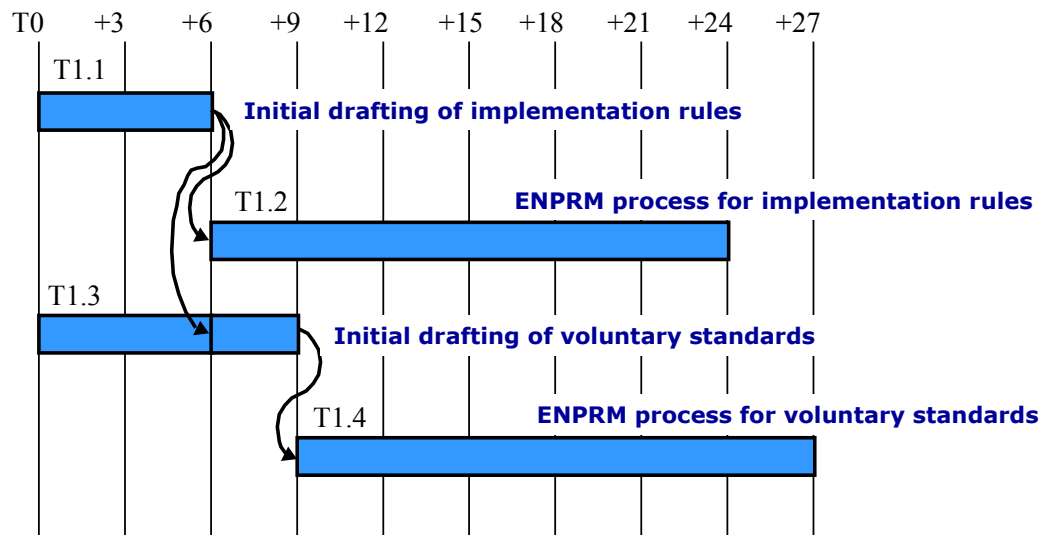 T0 +3 +6 +9 +12 +15 +18 +21 +24 +27
T1.1
Initial drafting of implementation rules
T1.2 ENPRM process for implementation rules
T1.3
Initial drafting of voluntary standards
T1.4 ENPRM process for voluntary standards